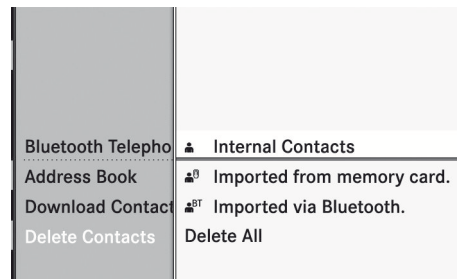 Bluetooth Telepho
Address Book
Download Contact
Delete Contacts
Internal Contacts
Imported from memory card.
BT Imported via Bluetooth.
Delete All